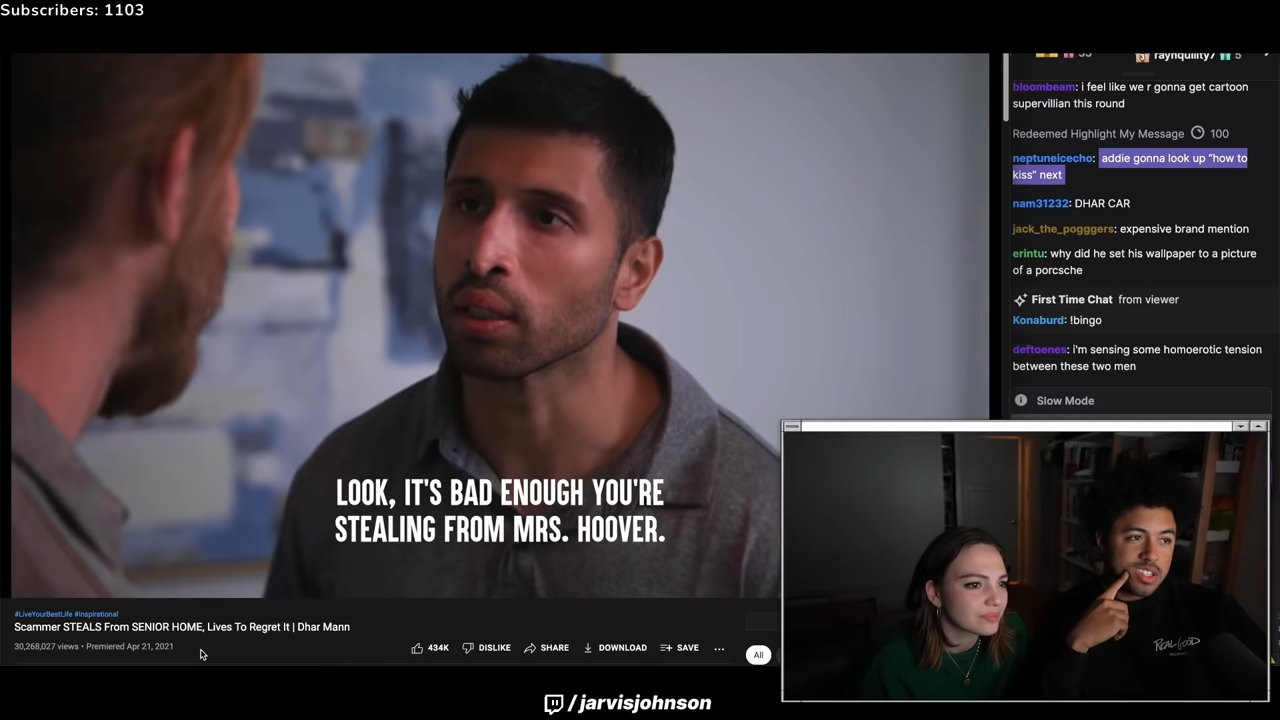 Subscribers: 1103
33
raynquility7
5
bloombeam: i feel like we r gonna get cartoon
supervillian this round
Redeemed Highlight My Message 100
neptuneicecho: addie gonna look up "how to
kiss" next
nam31232: DHAR CAR
jack_the_pogggers: expensive brand mention
erintu: why did he set his wallpaper to a picture
of a porcsche
First Time Chat from viewer
Konaburd: !bingo
deftoenes: i'm sensing some homoerotic tension
between these two men
Slow Mode
LOOK, IT'S BAD ENOUGH YOU'RE
STEALING FROM MRS. HOOVER.
#LiveYourBestLife #Inspirational
Scammer STEALS From SENIOR HOME, Lives To Regret It | Dhar Mann
30,268,027 views • Premiered Apr 21, 2021
434K
DISLIKE
SHARE
DOWNLOAD
SAVE
...
All
REAL GOOD
/jarvisjohnson